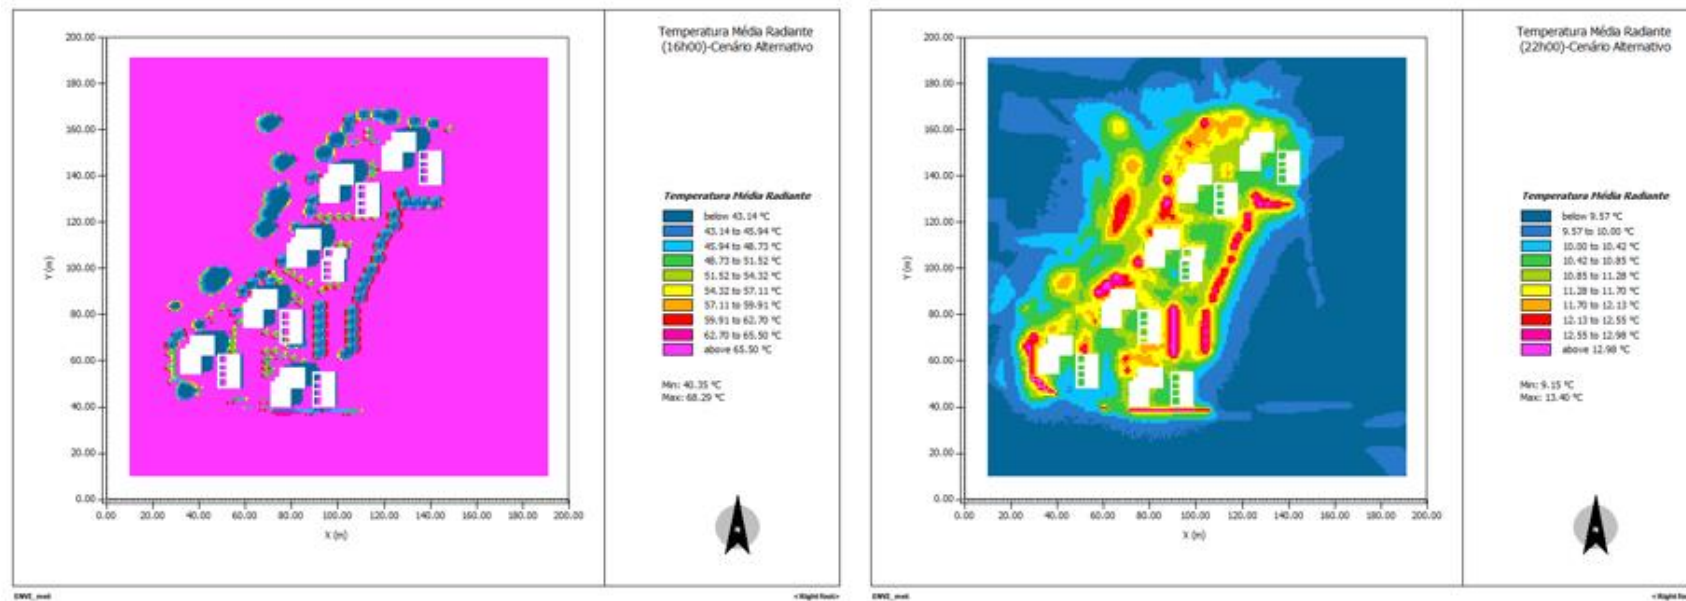 Temperatura Média Radiante
(16h00)-Cenário Alternativo
200.00
180.00
160.00
140.00
120.00
100.00
80.00
60.00
40.00
20.00
0.00
Y (m)
0.00 20.00 40.00 60.00 80.00 100.00 120.00 140.00 160.00 180.00 200.00
X (m)
Temperatura Média Radiante
below 43.14 °C
43.14 to 45.94 °C
45.94 to 48.73 °C
48.73 to 51.52 °C
51.52 to 54.32 °C
54.32 to 57.11 °C
57.11 to 59.91 °C
59.91 to 62.70 °C
62.70 to 65.50 °C
above 65.50 °C
Min: 40.35 °C
Max: 68.29 °C
ENVI_met
<Right foot>
Temperatura Média Radiante
(22h00)-Cenário Alternativo
200.00
180.00
160.00
140.00
120.00
100.00
80.00
60.00
40.00
20.00
0.00
Y (m)
0.00 20.00 40.00 60.00 80.00 100.00 120.00 140.00 160.00 180.00 200.00
X (m)
Temperatura Média Radiante
below 9.57 °C
9.57 to 10.00 °C
10.00 to 10.42 °C
10.42 to 10.85 °C
10.85 to 11.28 °C
11.28 to 11.70 °C
11.70 to 12.13 °C
12.13 to 12.55 °C
12.55 to 12.98 °C
above 12.98 °C
Min: 9.15 °C
Max: 13.40 °C
ENVI_met
<Right foo